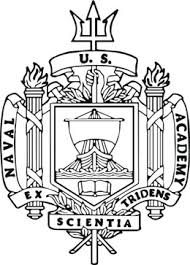 U. S.
NAVAL
ACADEMY
EX
SCIENTIA
TRIDENS